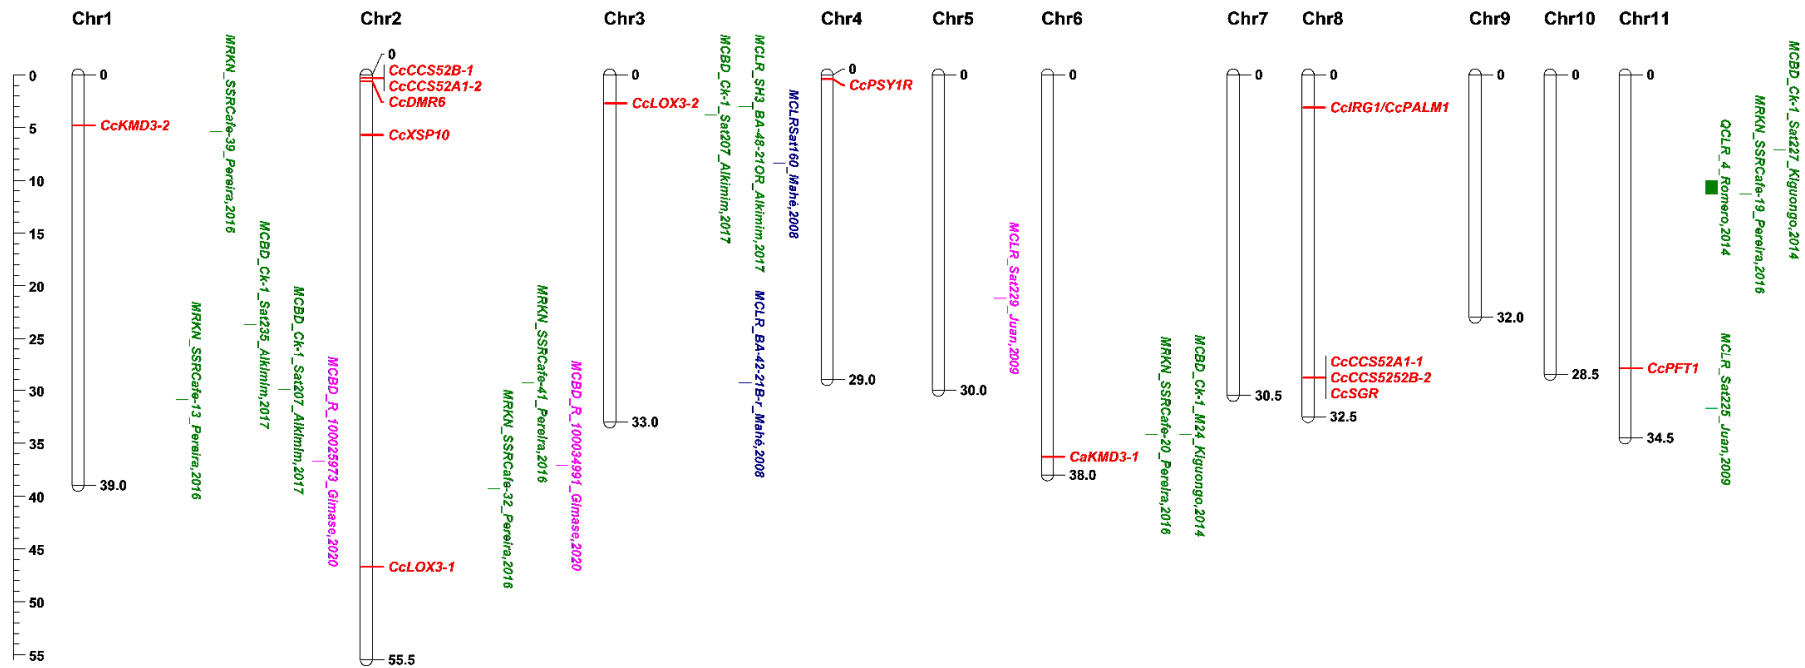 Chr1
Chr2
Chr3
Chr4
Chr5
Chr6
Chr7
Chr8
Chr9
Chr10
Chr11
0
5
10
15
20
25
30
35
40
45
50
55
0
CcKMD3-2
39.0
MRKN_SSRCafe-13_Pereira,2016
MRKN_SSRCafe-39_Pereira,2016
MCBD_Ck-1_Sat235_Alkimim,2017
MCBD_Ck-1_Sat207_Alkimim,2017
MCBD_R_100025973_Gimase,2020
0
CcCCS52B-1
CcCCS52A1-2
CcDMR6
CcXSP10
CcLOX3-1
55.5
MRKN_SSRCafe-32_Pereira,2016
MRKN_SSRCafe-41_Pereira,2016
MCBD_R_100034991_Gimase,2020
0
CcLOX3-2
33.0
MCBD_Ck-1_Sat207_Alkimim,2017
MCLR_SH3_BA-48-21OR_Alkimim,2017
MCLR_BA-42-21B-r_Mahé,2008
MCLRSat160_Mahé,2008
0
CcPSY1R
29.0
0
30.0
MCLR_Sat229_Juan,2009
0
CaKMD3-1
38.0
MRKN_SSRCafe-20_Pereira,2016
MCBD_Ck-1_M24_Kiguongo,2014
0
30.5
0
CcIRG1/CcPALM1
CcCCS52A1-1
CcCCS5252B-2
CcSGR
32.5
0
32.0
0
28.5
0
CcPFT1
34.5
QCLR_4_Romero,2014
MCLR_Sat225_Juan,2009
MRKN_SSRCafe-19_Pereira,2016
MCBD_Ck-1_Sat227_Kiguongo,2014